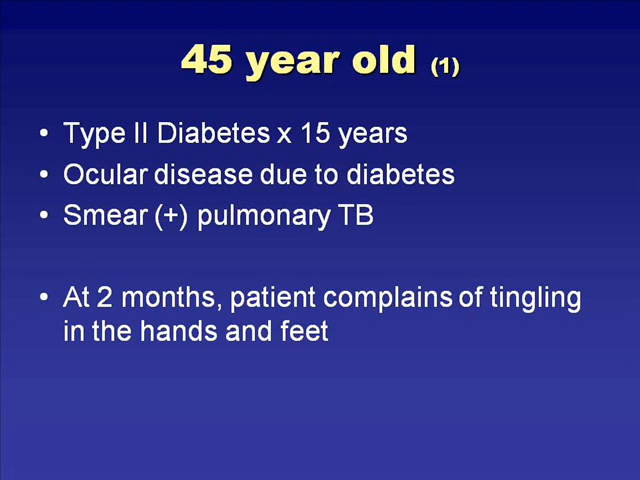 45 year old (1)
• Type II Diabetes x 15 years
• Ocular disease due to diabetes
• Smear (+) pulmonary TB
• At 2 months, patient complains of tingling
in the hands and feet